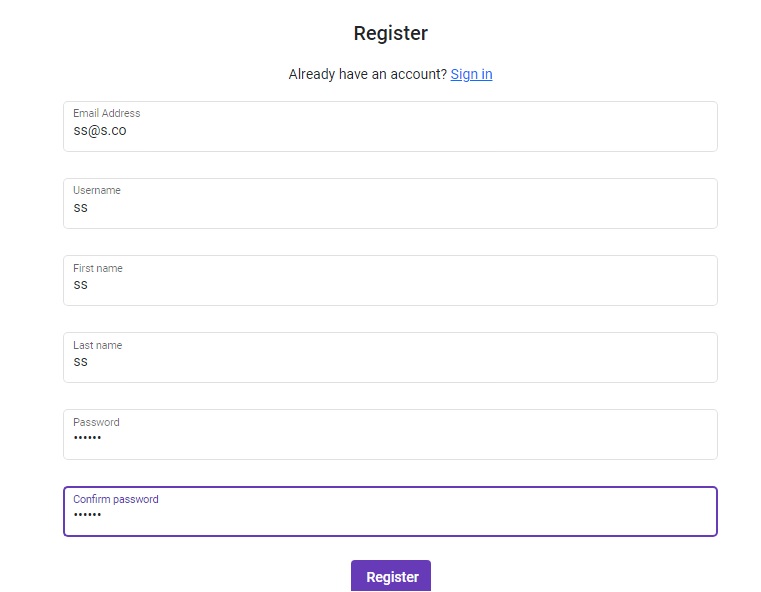 Register
Already have an account? Sign in
Email Address
ss@s.co
Username
ss
First name
ss
Last name
ss
Password
••••••
Confirm password
••••••
Register